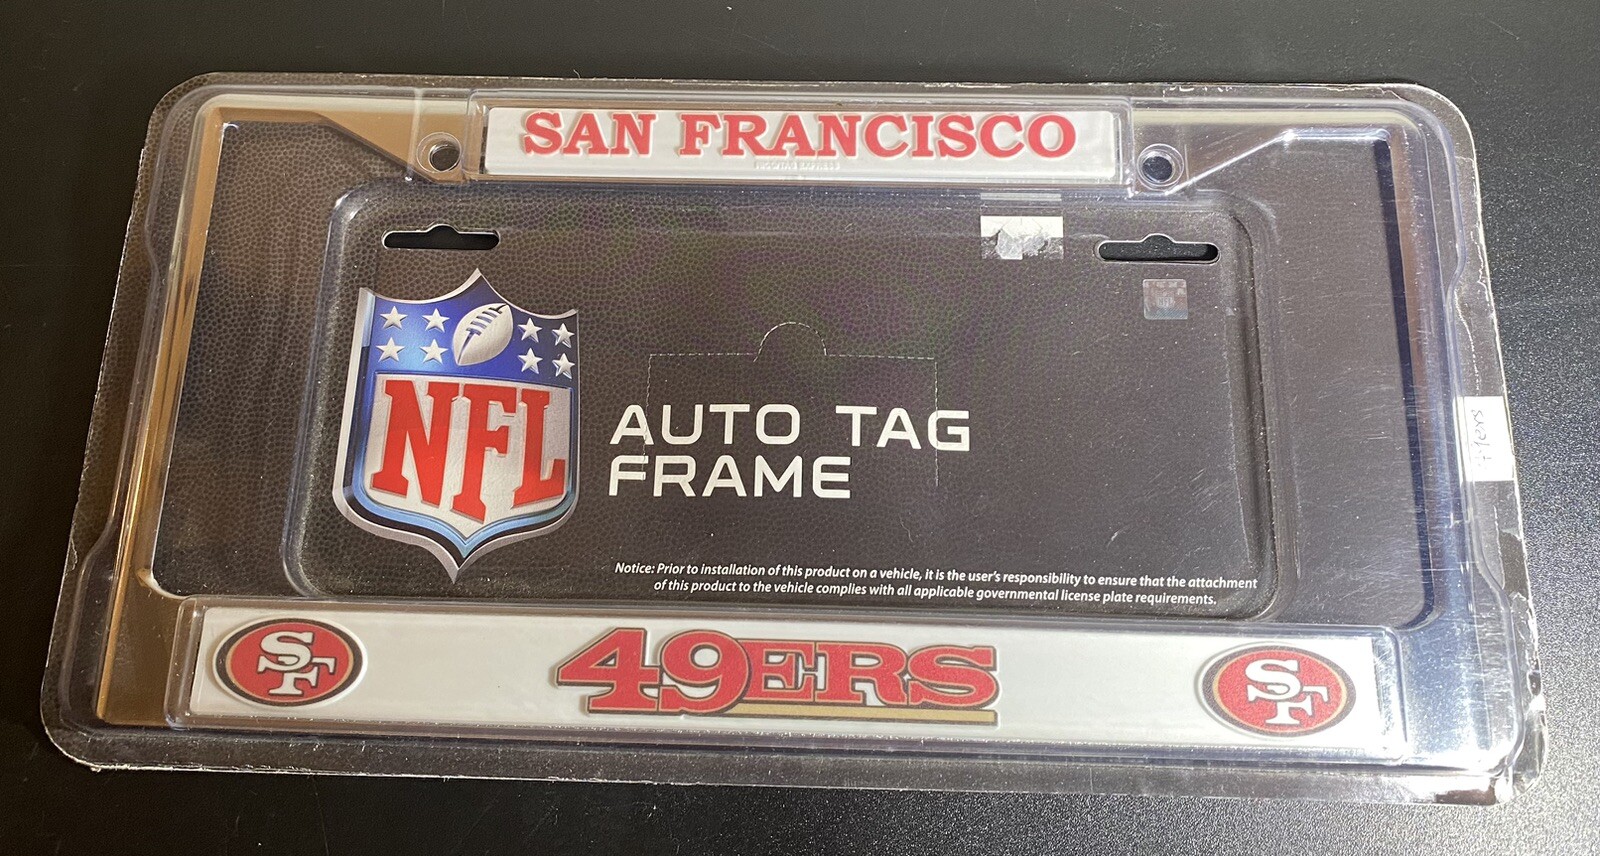 SAN FRANCISCO
NFL
NFL
AUTO TAG
FRAME
49ers
Notice: Prior to installation of this product on a vehicle, it is the user's responsibility to ensure that the attachment
of this product to the vehicle complies with all applicable governmental license plate requirements.
SF
49ERS
SF